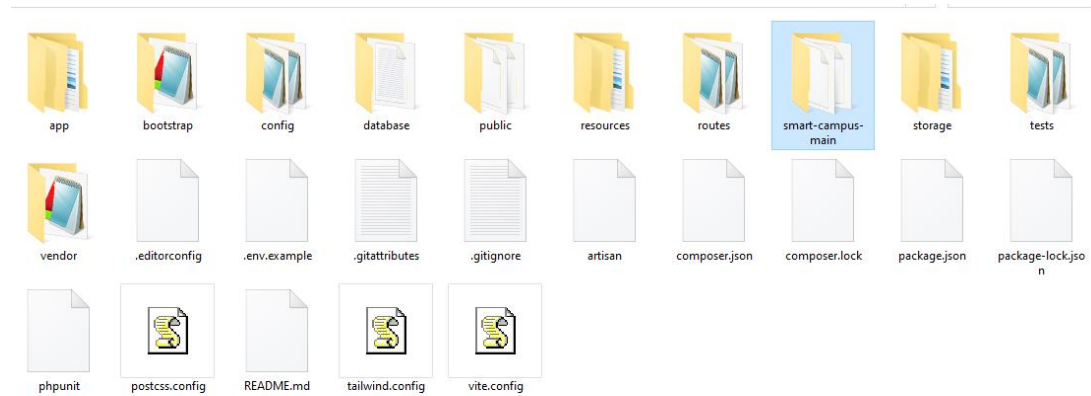 app bootstrap config database public resources routes smart-campus- storage tests
main
vendor .editorconfig .env.example .gitattributes .gitignore artisan composer.json composer.lock package.json package-lock.jso
n
phpunit postcss.config README.md tailwind.config vite.config